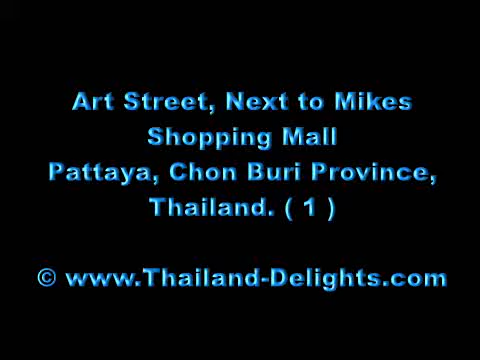 Art Street, Next to Mikes
Shopping Mall
Pattaya, Chon Buri Province,
Thailand. ( 1 )
© www.Thailand-Delights.com